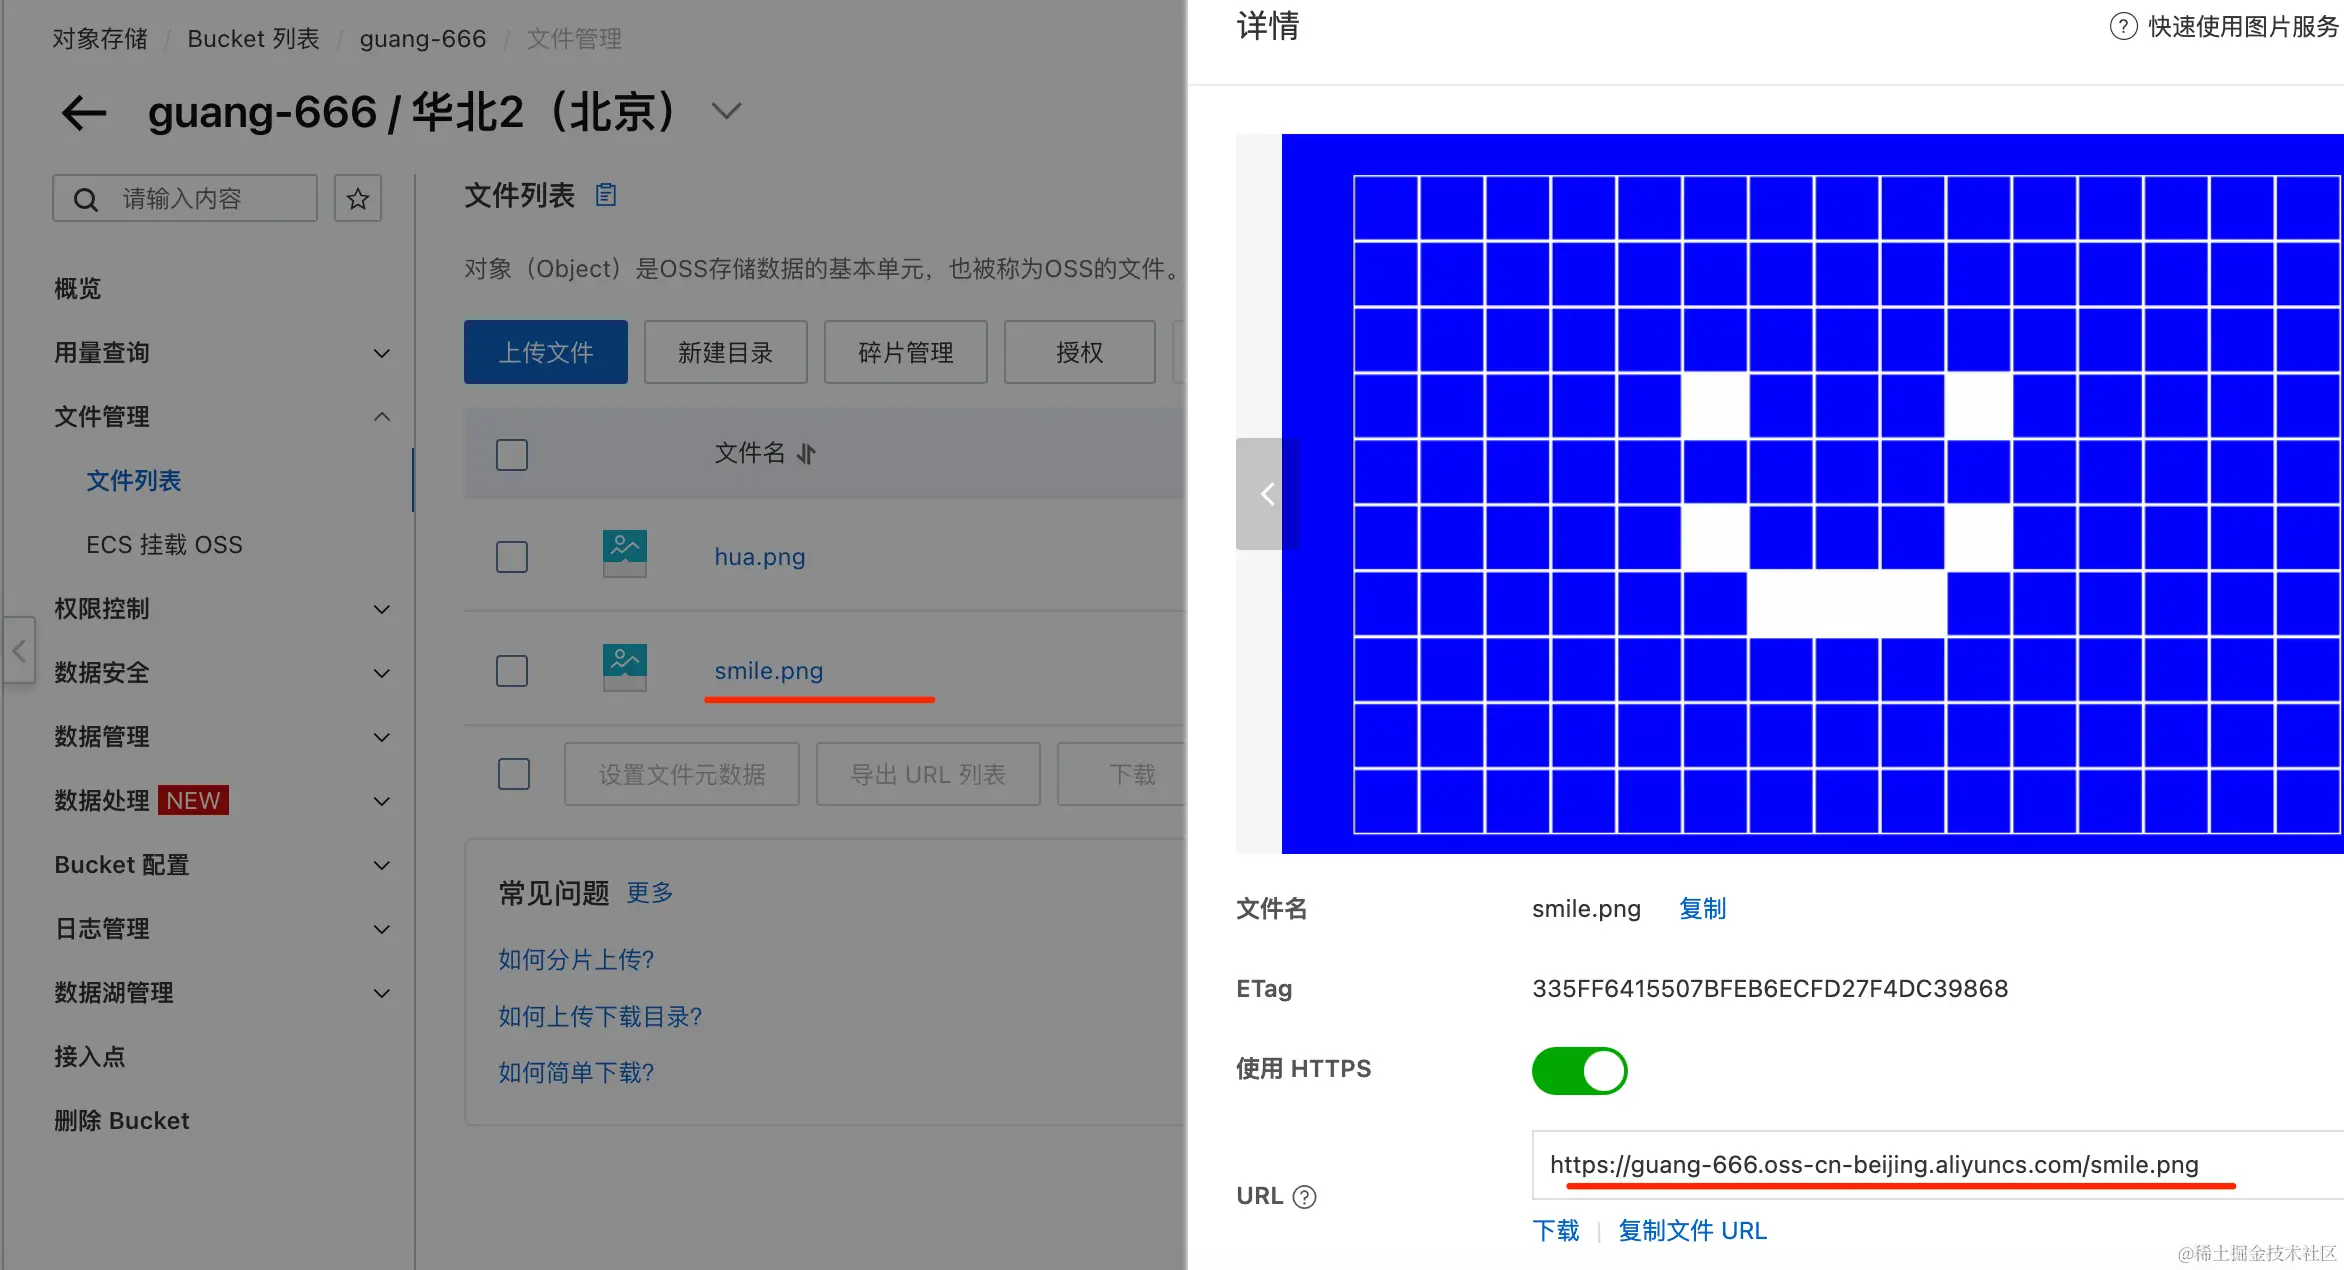 对象存储 / Bucket 列表 / guang-666 / 文件管理
guang-666 / 华北2（北京）
请输入内容
概览
用量查询
文件管理
文件列表
ECS 挂载 OSS
权限控制
数据安全
数据管理
数据处理 NEW
Bucket 配置
日志管理
数据湖管理
接入点
删除 Bucket
文件列表
对象（Object）是OSS存储数据的基本单元，也被称为OSS的文件。
上传文件 新建目录 碎片管理 授权
文件名
hua.png
smile.png
设置文件元数据 导出 URL 列表 下载
常见问题 更多
如何分片上传?
如何上传下载目录?
如何简单下载?
详情
快速使用图片服务
文件名 smile.png 复制
ETag 335FF6415507BFEB6ECFD27F4DC39868
使用 HTTPS
URL https://guang-666.oss-cn-beijing.aliyuncs.com/smile.png
下载 | 复制文件 URL
@稀土掘金技术社区